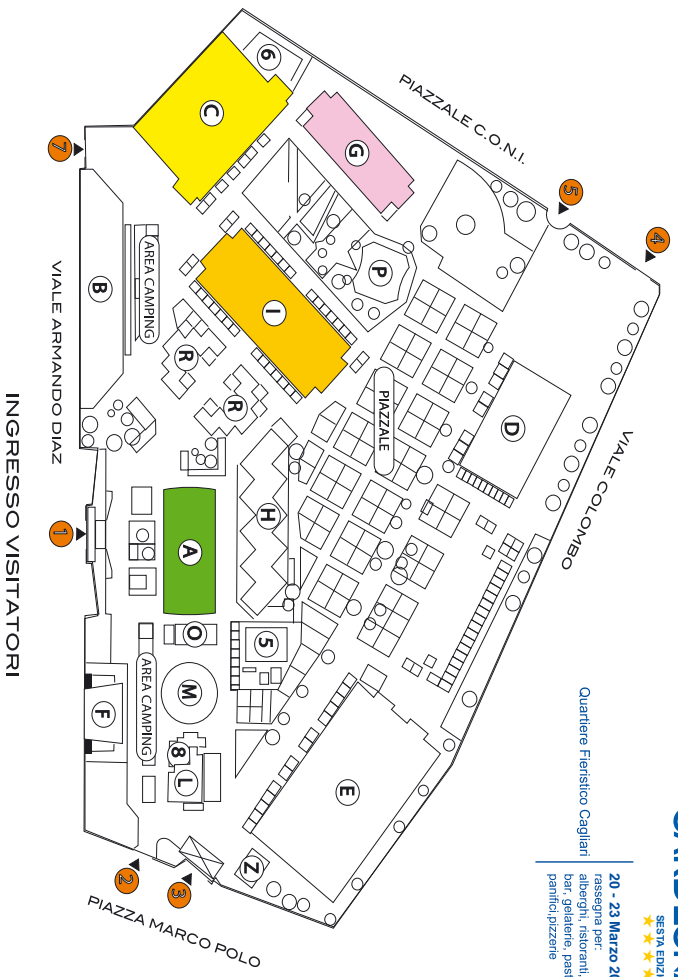 SESTA EDIZI
20 - 23 Marzo 20
rassegna per:
alberghi, ristoranti,
bar, gelaterie, past
panifici,pizzerie
Quartiere Fieristico Cagliari
4
VIALE COLOMBO
5
PIAZZALE C.O.N.I.
D
P
PIAZZALE
G
E
6
I
H
5
C
R
R
A
O
M
8
L
Z
AREA CAMPING
AREA CAMPING
B
F
7
1
2
3
VIALE ARMANDO DIAZ
PIAZZA MARCO POLO
INGRESSO VISITATORI